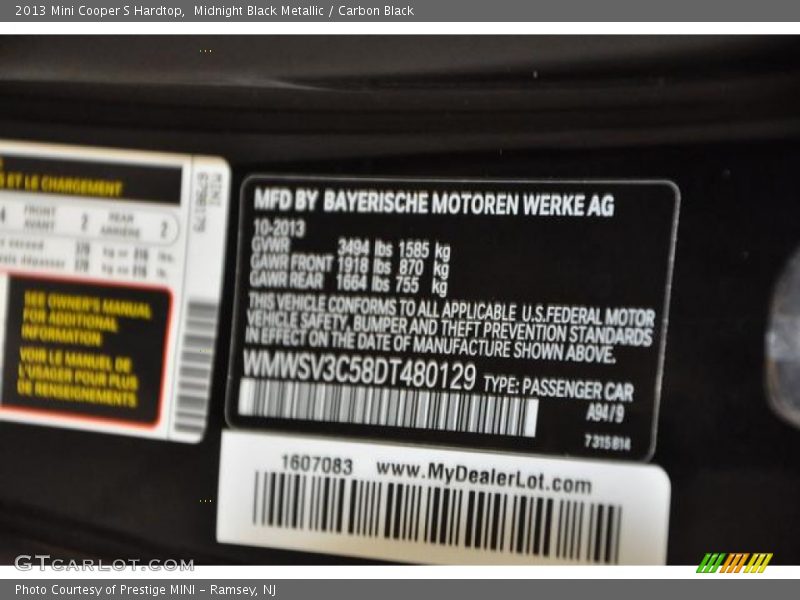 2013 Mini Cooper S Hardtop,  Midnight Black Metallic / Carbon Black
S ET LE CHARGEMENT
FRONT
AVANT
2
REAR
ARRIÈRE
2
SEE OWNER'S MANUAL
FOR ADDITIONAL
INFORMATION
VOIR LE MANUEL DE
L'USAGER POUR PLUS
DE RENSEIGNEMENTS
MINI
MFD BY BAYERISCHE MOTOREN WERKE AG
10-2013
GVWR 3494 lbs 1585 kg
GAWR FRONT 1918 lbs 870 kg
GAWR REAR 1664 lbs 755 kg
THIS VEHICLE CONFORMS TO ALL APPLICABLE U.S.FEDERAL MOTOR
VEHICLE SAFETY, BUMPER AND THEFT PREVENTION STANDARDS
IN EFFECT ON THE DATE OF MANUFACTURE SHOWN ABOVE.
WMWSV3C58DT480129 TYPE: PASSENGER CAR
A94/9
7315814
1607083 www.MyDealerLot.com
GTCARLOT.COM
Photo Courtesy of Prestige MINI - Ramsey, NJ